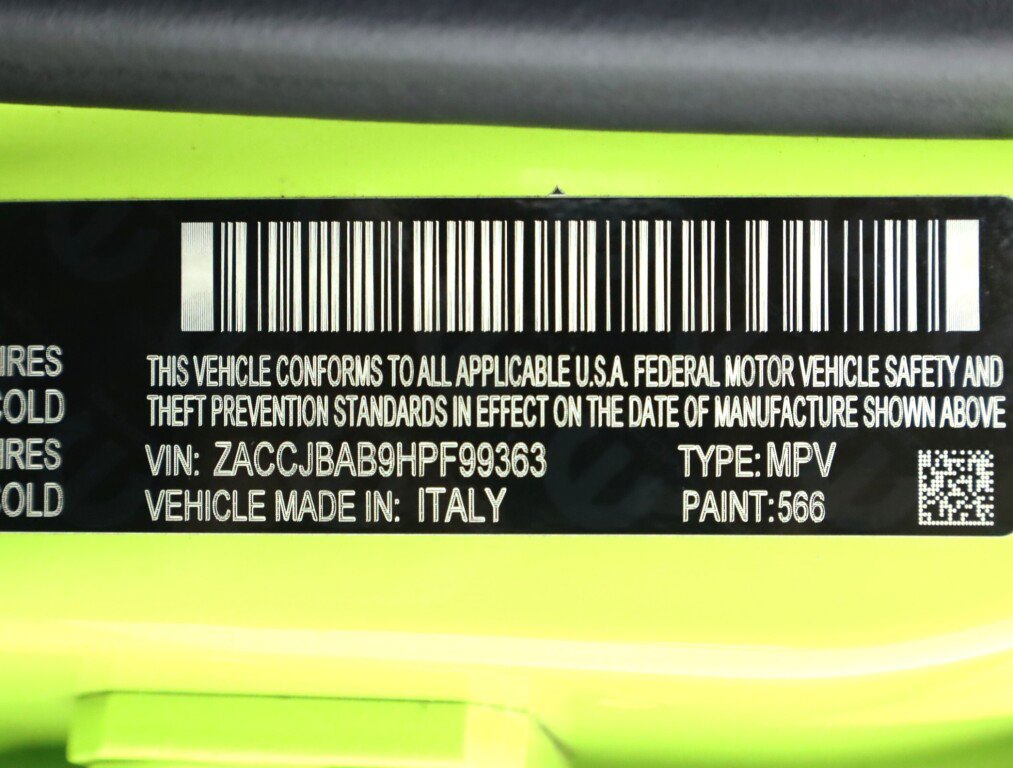 IRES
COLD
IRES
COLD
THIS VEHICLE CONFORMS TO ALL APPLICABLE U.S.A. FEDERAL MOTOR VEHICLE SAFETY AND
THEFT PREVENTION STANDARDS IN EFFECT ON THE DATE OF MANUFACTURE SHOWN ABOVE
VIN: ZACCJBAB9HPF99363 TYPE: MPV
VEHICLE MADE IN: ITALY PAINT: 566